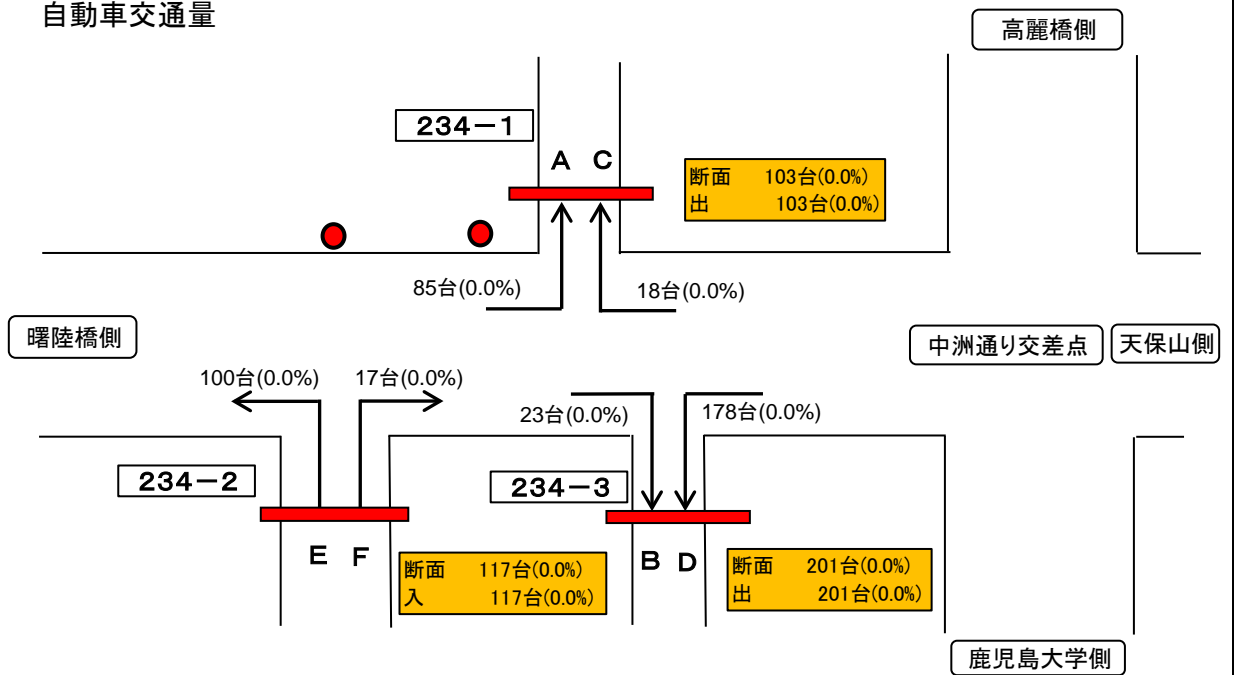 自動車交通量
高麗橋側
234-1
A C
断面 103台(0.0%)
出 103台(0.0%)
85台(0.0%)
18台(0.0%)
曙陸橋側
中洲通り交差点
天保山側
100台(0.0%)
17台(0.0%)
23台(0.0%)
178台(0.0%)
234-2
234-3
E F
B D
断面 117台(0.0%)
入 117台(0.0%)
断面 201台(0.0%)
出 201台(0.0%)
鹿児島大学側